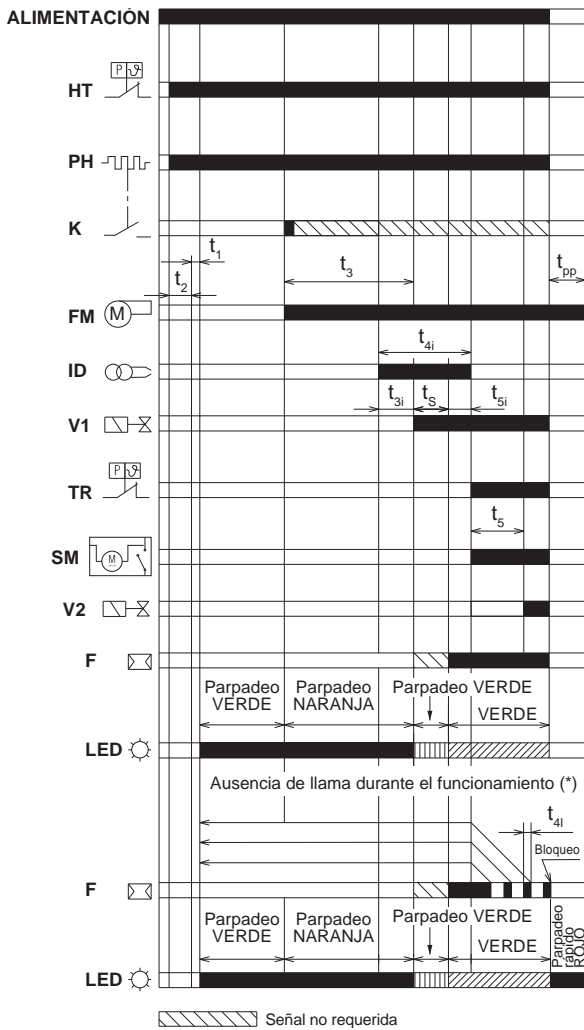 ALIMENTACIÓN
P ϑ
HT
PH
K
t1
t2
t3
tpp
FM M
t4i
ID
t3i tS t5i
V1
P ϑ
TR
t5
SM M
V2
F
Parpadeo VERDE
Parpadeo NARANJA
Parpadeo VERDE
VERDE
LED
Ausencia de llama durante el funcionamiento (*)
t4l
Bloqueo
F
Parpadeo VERDE
Parpadeo NARANJA
Parpadeo VERDE
VERDE
Parpadeo rápido ROJO
LED
Señal no requerida